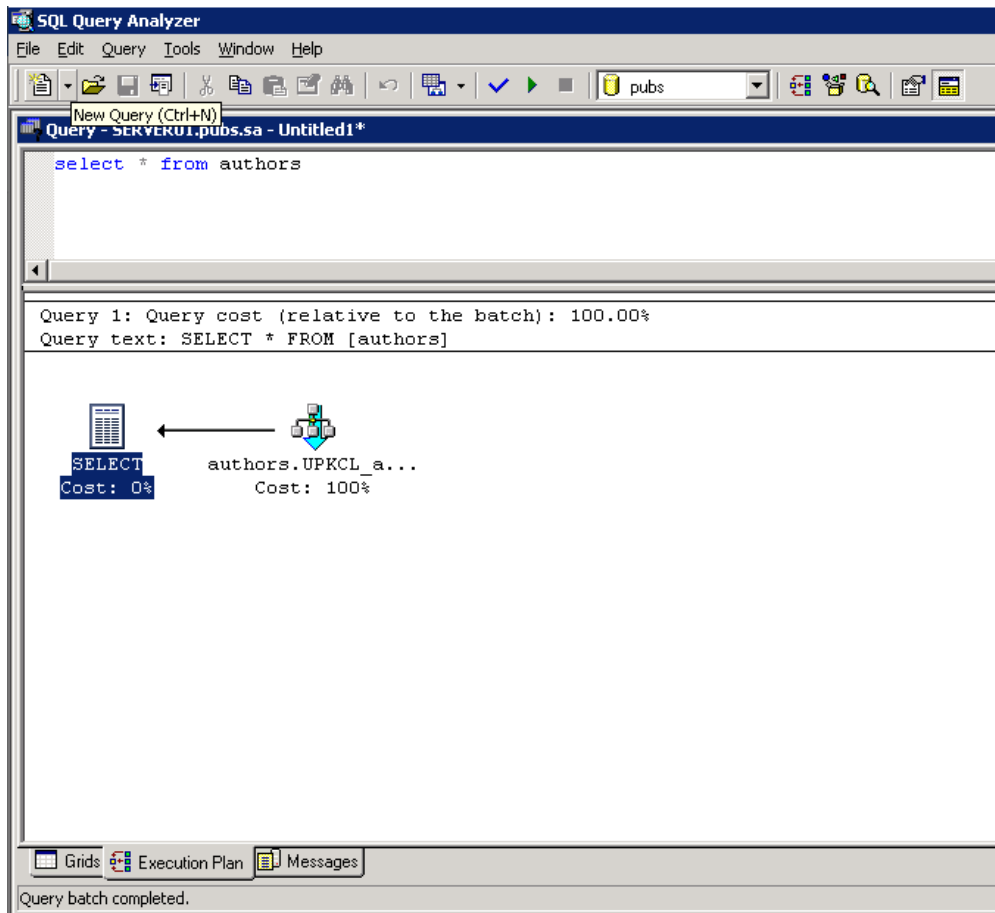 SQL Query Analyzer
File Edit Query Tools Window Help
pubs
New Query (Ctrl+N)
Query - SERVER01.pubs.sa - Untitled1*
select * from authors
Query 1: Query cost (relative to the batch): 100.00%
Query text: SELECT * FROM [authors]
SELECT
Cost: 0%
authors.UPKCL_a...
Cost: 100%
Grids Execution Plan Messages
Query batch completed.